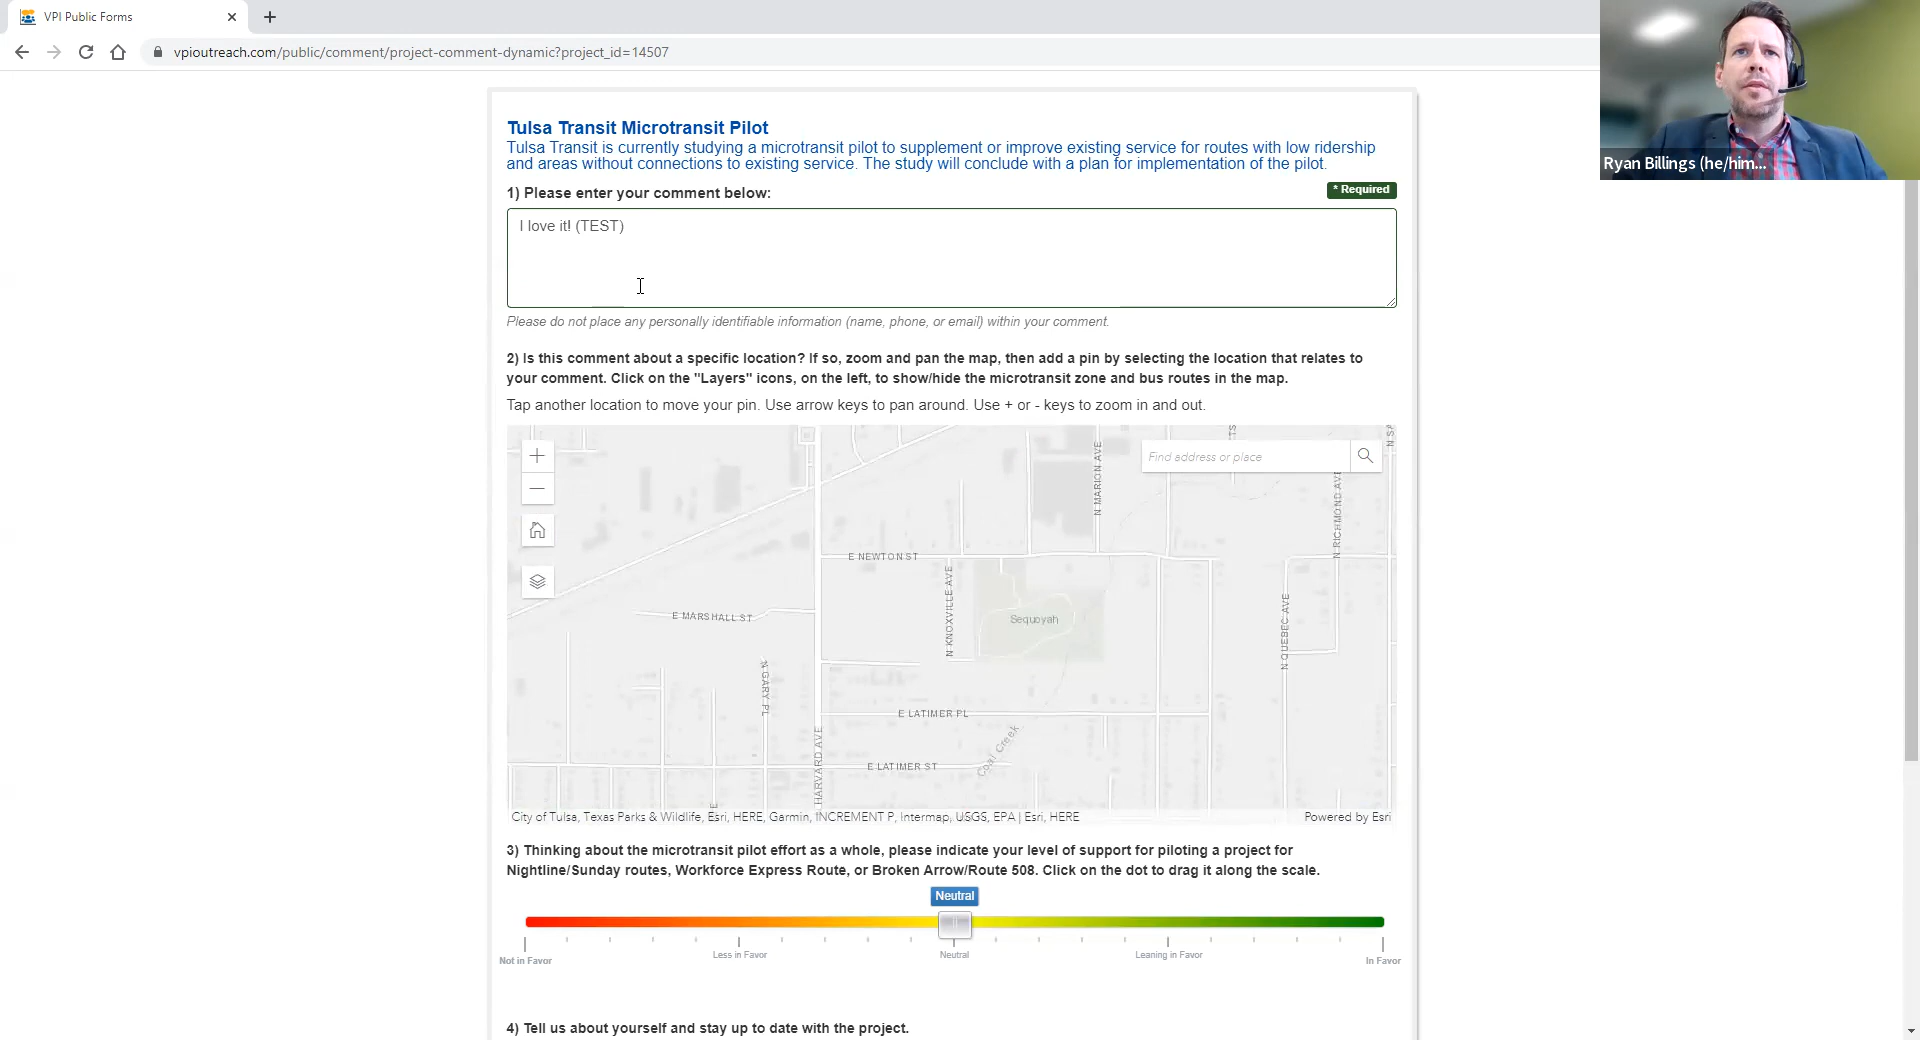 VPI Public Forms
vpioutreach.com/public/comment/project-comment-dynamic?project_id=14507
Ryan Billings (he/him...
Tulsa Transit Microtransit Pilot
Tulsa Transit is currently studying a microtransit pilot to supplement or improve existing service for routes with low ridership
and areas without connections to existing service. The study will conclude with a plan for implementation of the pilot.
1) Please enter your comment below:
* Required
I love it! (TEST)
Please do not place any personally identifiable information (name, phone, or email) within your comment.
2) Is this comment about a specific location? If so, zoom and pan the map, then add a pin by selecting the location that relates to
your comment. Click on the "Layers" icons, on the left, to show/hide the microtransit zone and bus routes in the map.
Tap another location to move your pin. Use arrow keys to pan around. Use + or - keys to zoom in and out.
Find address or place
N MARION AVE
N RICHMOND AVE
E NEWTON ST
N KNOXVILLE AVE
E MARSHALL ST
Sequoyah
N QUEBEC AVE
N GARY PL
E LATIMER PL
HARVARD AVE
Coal Creek
E LATIMER ST
City of Tulsa, Texas Parks & Wildlife, Esri, HERE, Garmin, INCREMENT P, Intermap, USGS, EPA | Esri, HERE
Powered by Esri
3) Thinking about the microtransit pilot effort as a whole, please indicate your level of support for piloting a project for
Nightline/Sunday routes, Workforce Express Route, or Broken Arrow/Route 508. Click on the dot to drag it along the scale.
Neutral
Not in Favor
Less in Favor
Neutral
Leaning in Favor
In Favor
4) Tell us about yourself and stay up to date with the project.